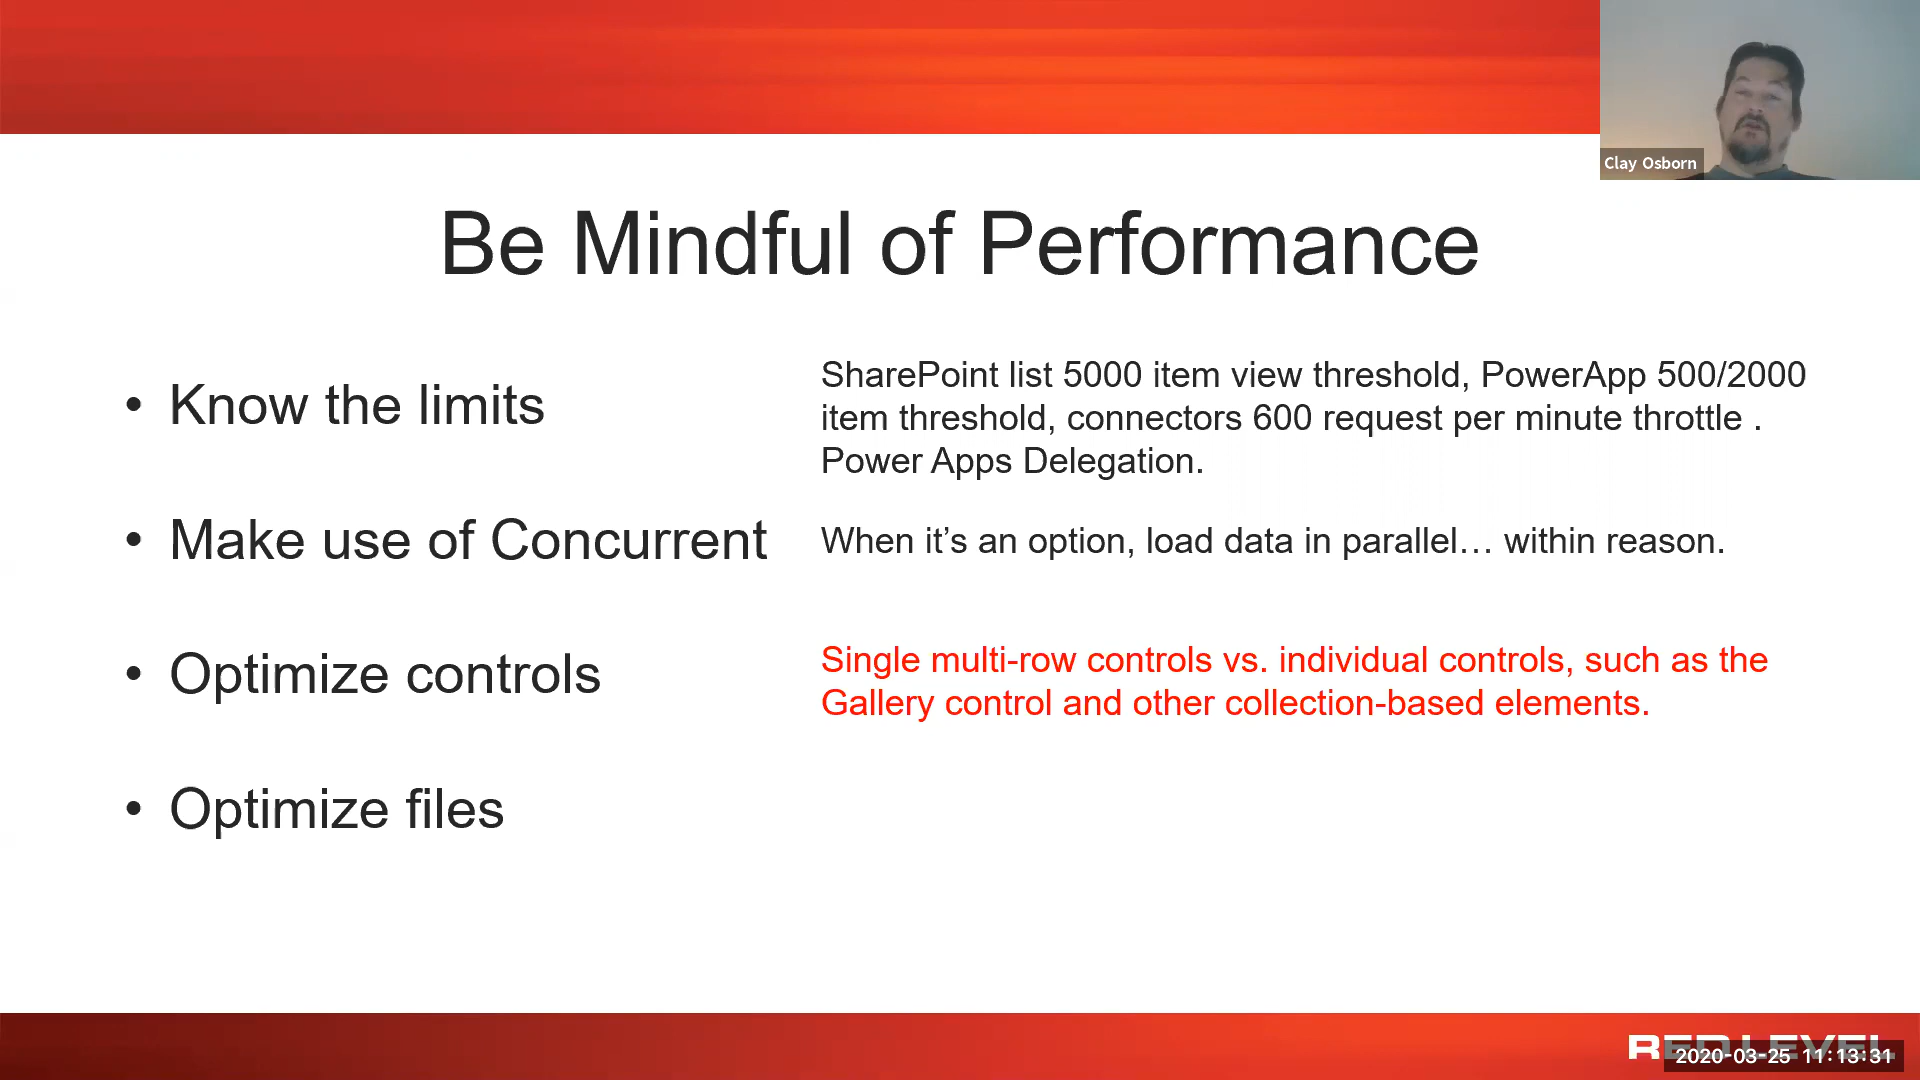 Clay Osborn
Be Mindful of Performance
• Know the limits
SharePoint list 5000 item view threshold, PowerApp 500/2000
item threshold, connectors 600 request per minute throttle .
Power Apps Delegation.
• Make use of Concurrent
When it’s an option, load data in parallel… within reason.
• Optimize controls
Single multi-row controls vs. individual controls, such as the
Gallery control and other collection-based elements.
• Optimize files
RED LEVEL
2020-03-25 11:13:31